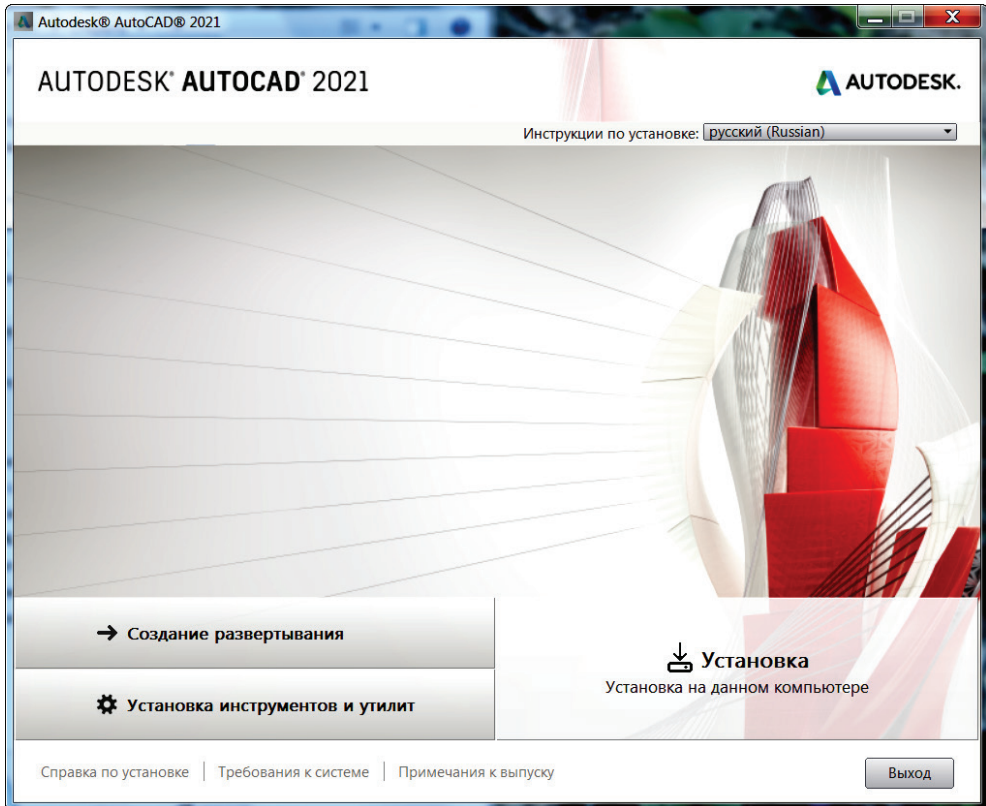 Autodesk® AutoCAD® 2021
AUTODESK® AUTOCAD® 2021
AUTODESK.
Инструкции по установке: русский (Russian)
Создание развертывания
Установка
Установка на данном компьютере
Установка инструментов и утилит
Справка по установке | Требования к системе | Примечания к выпуску
Выход